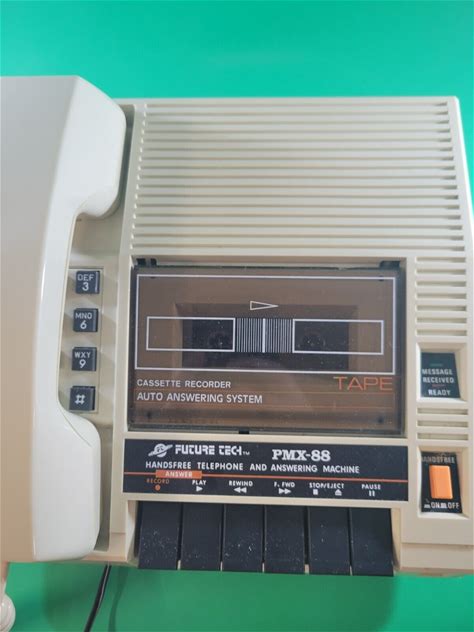 DEF
3
MNO
6
WXY
9
#
CASSETTE RECORDER
AUTO ANSWERING SYSTEM
TAPE
MESSAGE
RECEIVED
READY
FUTURE TECH™ PMX-88
HANDSFREE TELEPHONE AND ANSWERING MACHINE
ANSWER
RECORD PLAY REWIND F. FWD STOP/EJECT PAUSE
HANDSFREE
ON OFF